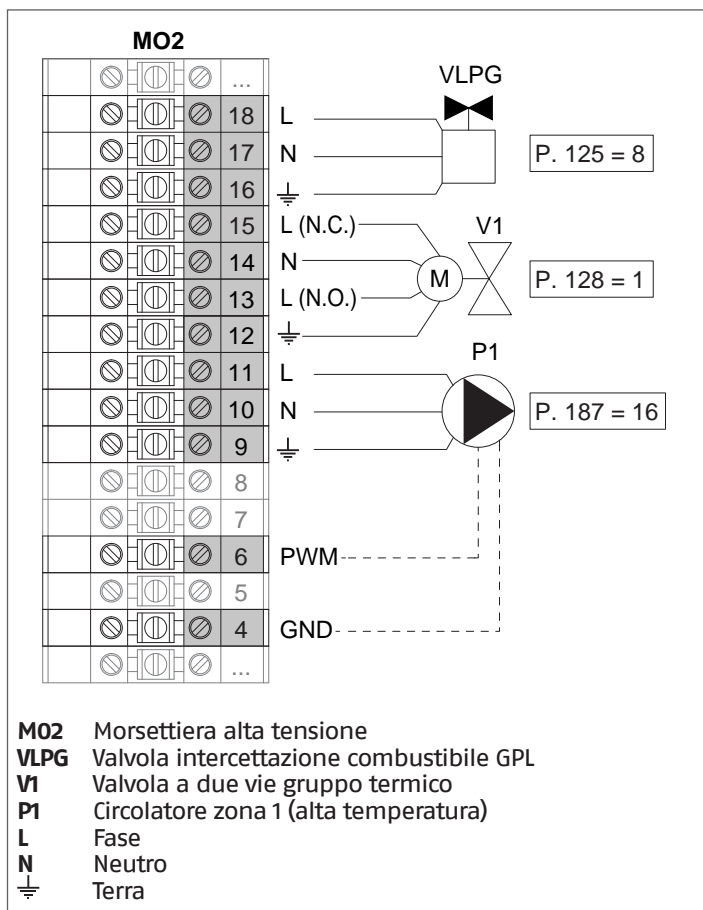 MO2
...
VLPG
18 L
17 N P. 125 = 8
16
15 L (N.C.) V1
14 N M P. 128 = 1
13 L (N.O.)
12
P1
11 L
10 N P. 187 = 16
9
8
7
6 PWM
5
4 GND
...
M02 Morsettiera alta tensione
VLPG Valvola intercettazione combustibile GPL
V1 Valvola a due vie gruppo termico
P1 Circolatore zona 1 (alta temperatura)
L Fase
N Neutro
⏚ Terra